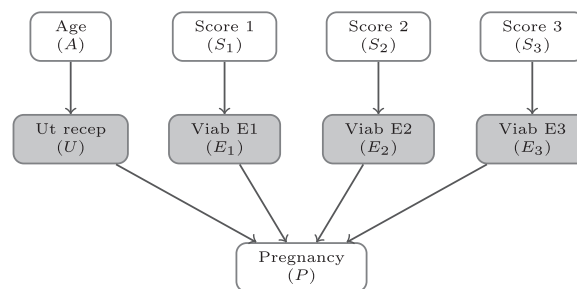 Age
(A)
Score 1
(S₁)
Score 2
(S₂)
Score 3
(S₃)
Ut recep
(U)
Viab E1
(E₁)
Viab E2
(E₂)
Viab E3
(E₃)
Pregnancy
(P)